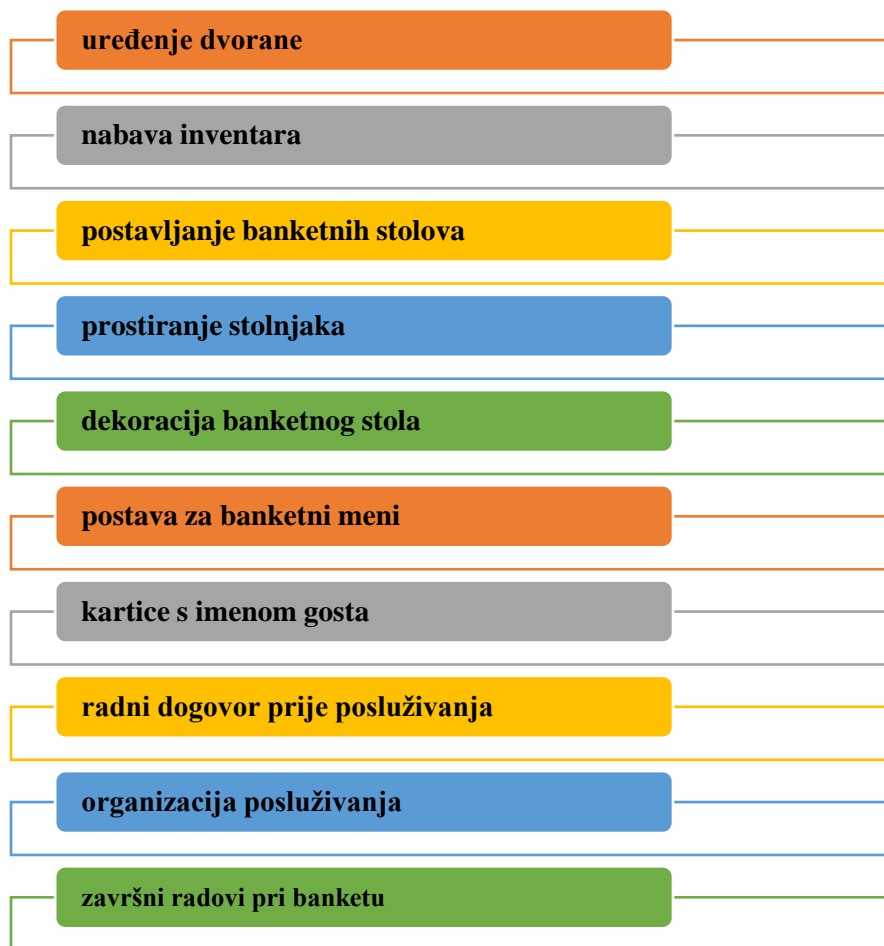 uređenje dvorane
nabava inventara
postavljanje banketnih stolova
prostiranje stolnjaka
dekoracija banketnog stola
postava za banketni meni
kartice s imenom gosta
radni dogovor prije posluživanja
organizacija posluživanja
završni radovi pri banketu